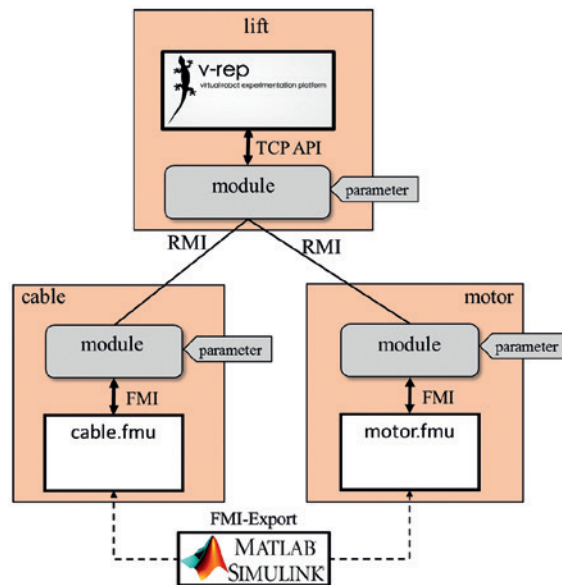 lift
v-rep
virtual robot experimentation platform
TCP API
module
parameter
RMI
RMI
cable
motor
module
parameter
module
parameter
FMI
FMI
cable.fmu
motor.fmu
FMI-Export
MATLAB
SIMULINK